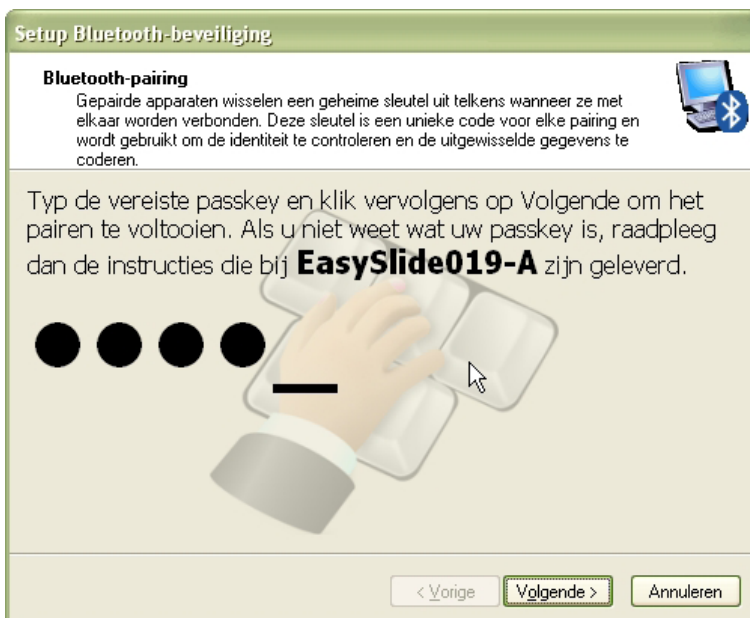 Setup Bluetooth-beveiliging
Bluetooth-pairing
Gepairde apparaten wisselen een geheime sleutel uit telkens wanneer ze met
elkaar worden verbonden. Deze sleutel is een unieke code voor elke pairing en
wordt gebruikt om de identiteit te controleren en de uitgewisselde gegevens te
coderen.
Typ de vereiste passkey en klik vervolgens op Volgende om het
pairen te voltooien. Als u niet weet wat uw passkey is, raadpleeg
dan de instructies die bij EasySlide019-A zijn geleverd.
< Vorige Volgende > Annuleren